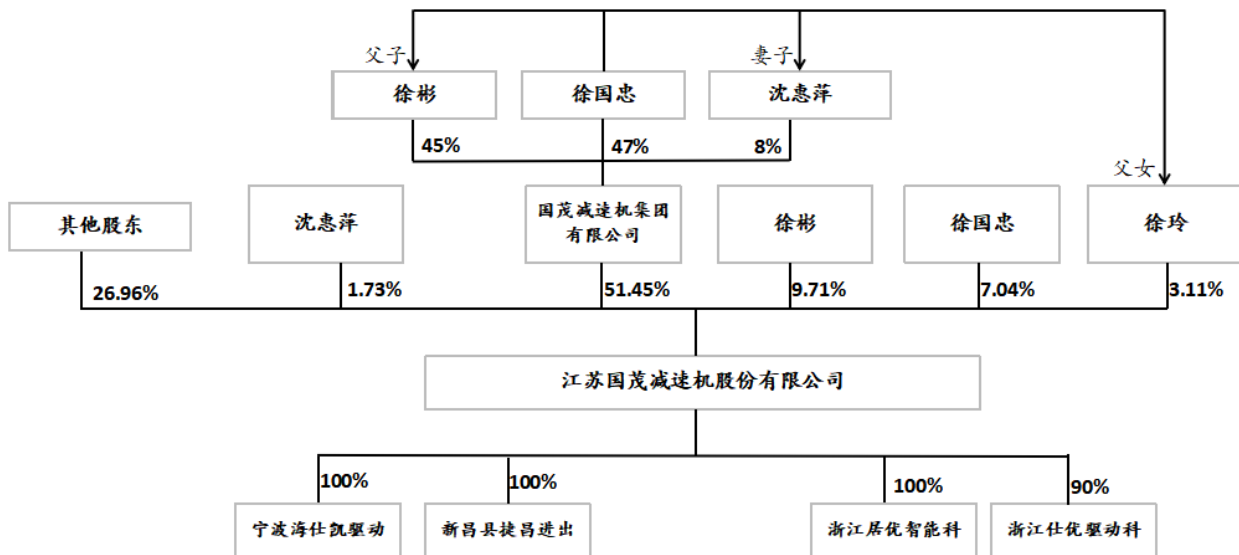 父子
妻子
徐彬
徐国忠
沈惠萍
45%
47%
8%
父女
其他股东
沈惠萍
国茂减速机集团
有限公司
徐彬
徐国忠
徐玲
26.96%
1.73%
51.45%
9.71%
7.04%
3.11%
江苏国茂减速机股份有限公司
100%
100%
100%
90%
宁波海仕凯驱动
新昌县捷昌进出
浙江居优智能科
浙江仕优驱动科